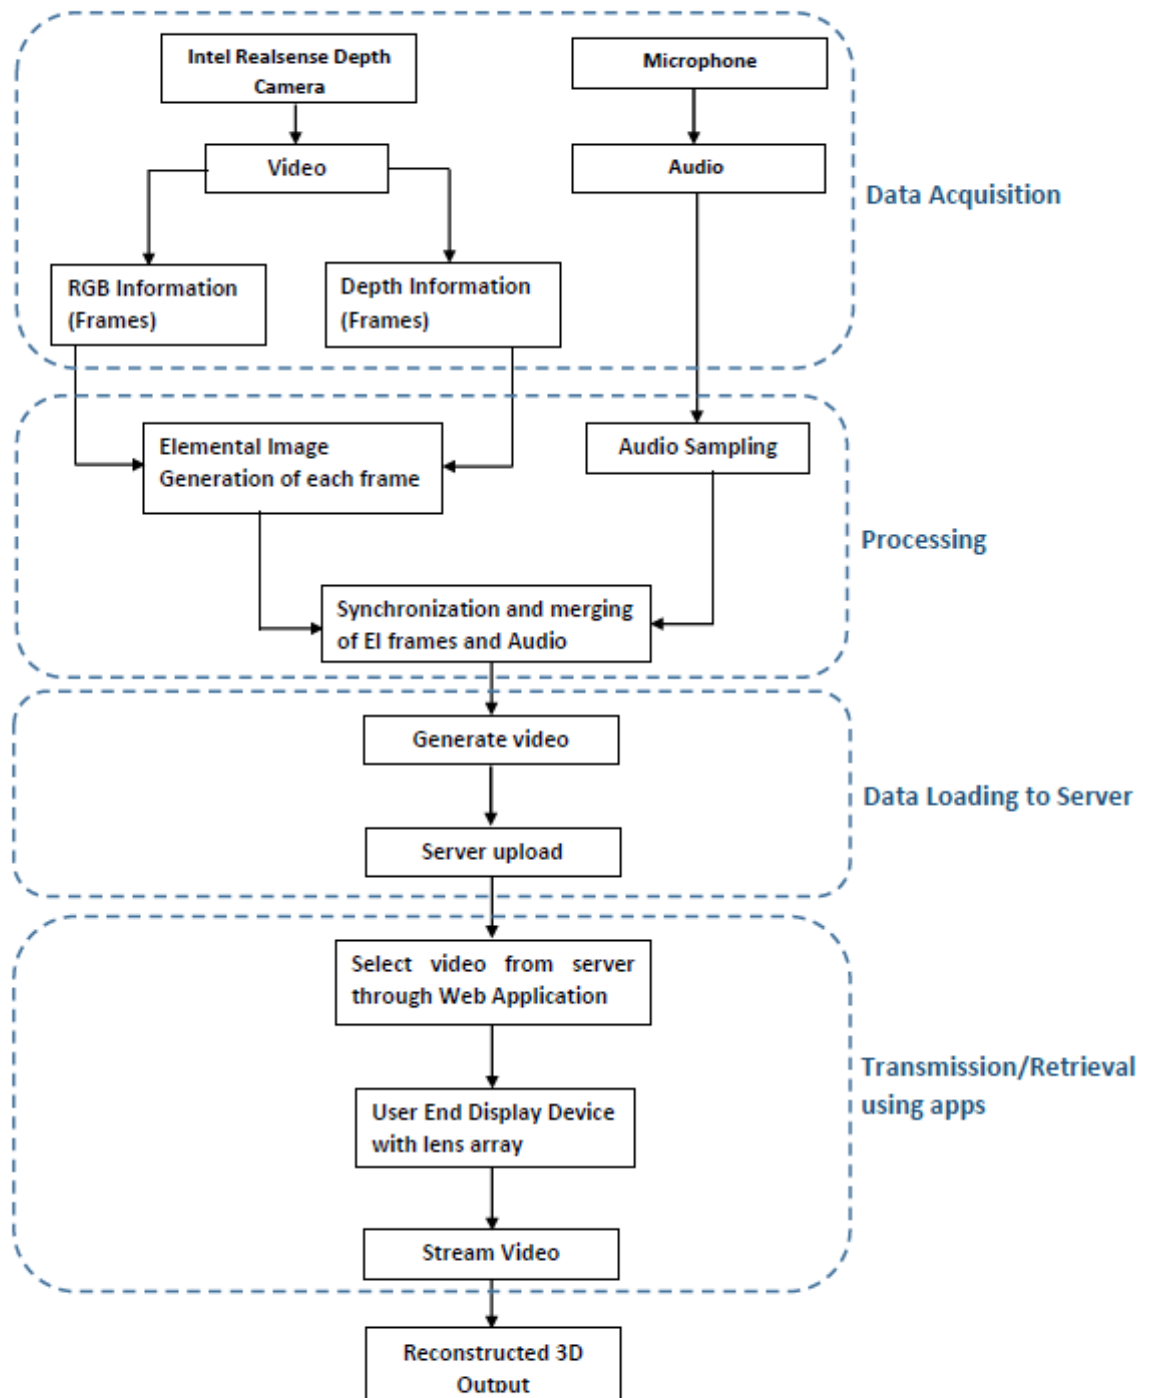 Intel Realsense Depth
Camera
Microphone
Video
Audio
Data Acquisition
RGB Information
(Frames)
Depth Information
(Frames)
Elemental Image
Generation of each frame
Audio Sampling
Processing
Synchronization and merging
of EI frames and Audio
Generate video
Data Loading to Server
Server upload
Select video from server
through Web Application
Transmission/Retrieval
using apps
User End Display Device
with lens array
Stream Video
Reconstructed 3D
Output